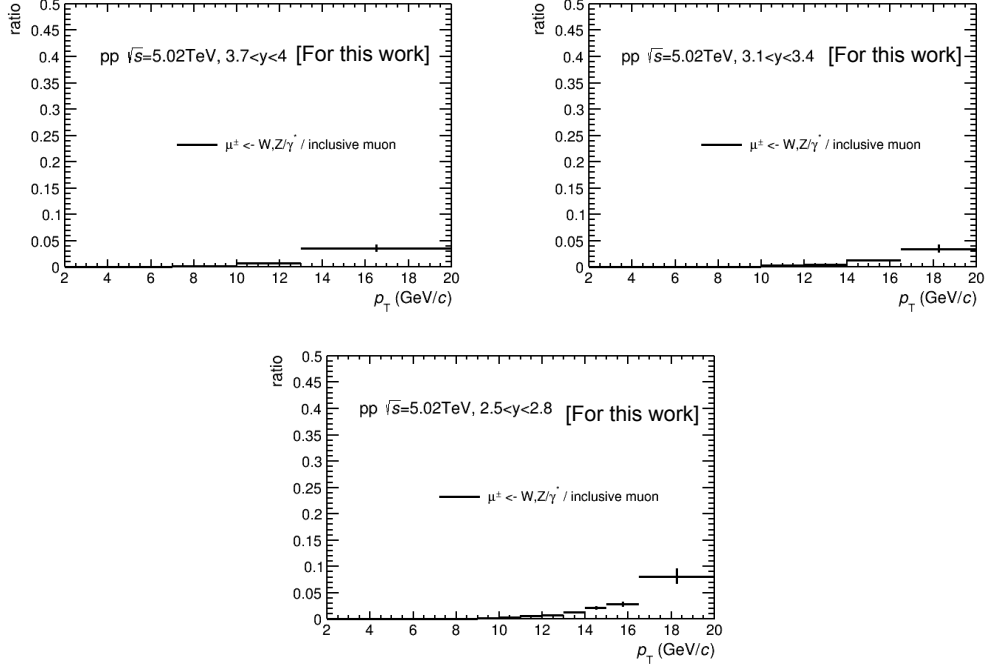 ratio
0.5
0.45
0.4
0.35
0.3
0.25
0.2
0.15
0.1
0.05
0
pp √s=5.02TeV, 3.7<y<4 [For this work]
μ± <- W,Z/γ* / inclusive muon
2 4 6 8 10 12 14 16 18 20
pT (GeV/c)
ratio
0.5
0.45
0.4
0.35
0.3
0.25
0.2
0.15
0.1
0.05
0
pp √s=5.02TeV, 3.1<y<3.4 [For this work]
μ± <- W,Z/γ* / inclusive muon
2 4 6 8 10 12 14 16 18 20
pT (GeV/c)
ratio
0.5
0.45
0.4
0.35
0.3
0.25
0.2
0.15
0.1
0.05
0
pp √s=5.02TeV, 2.5<y<2.8 [For this work]
μ± <- W,Z/γ* / inclusive muon
2 4 6 8 10 12 14 16 18 20
pT (GeV/c)